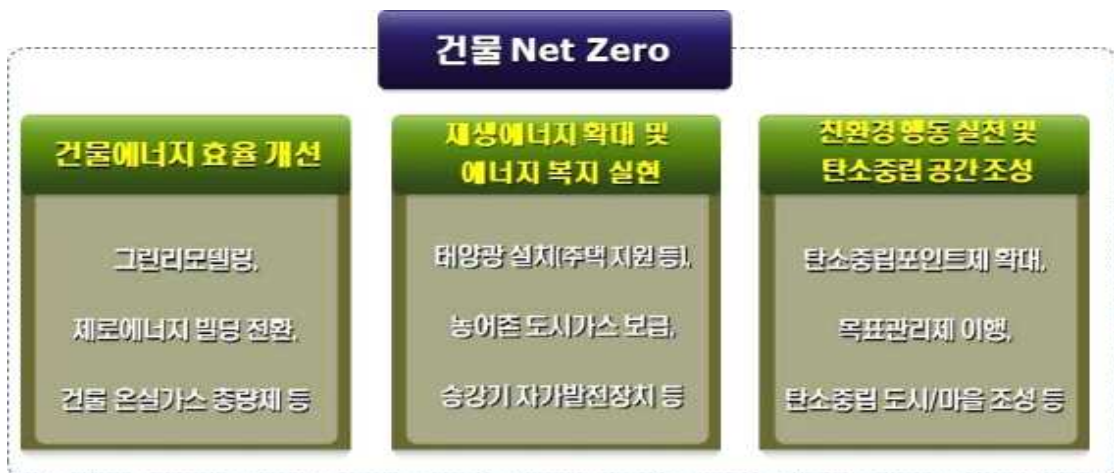 건물 Net Zero
건물에너지 효율 개선
그린리모델링,
제로에너지 빌딩 전환,
건물 온실가스 총량제 등
재생에너지 확대 및
에너지 복지 실현
태양광 설치(주택 지원 등),
농어촌 도시가스 보급,
승강기 자가발전장치 등
친환경 행동 실천 및
탄소중립 공간 조성
탄소중립포인트제 확대,
목표관리제 이행,
탄소중립 도시/마을 조성 등